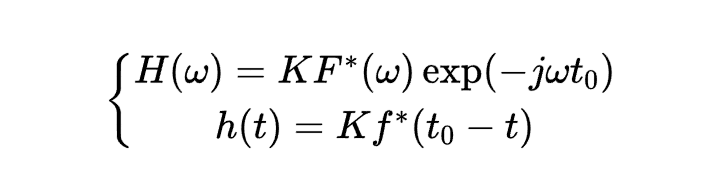 H(ω) = KF*(ω) exp(−jωt₀)
h(t) = Kf*(t₀ − t)